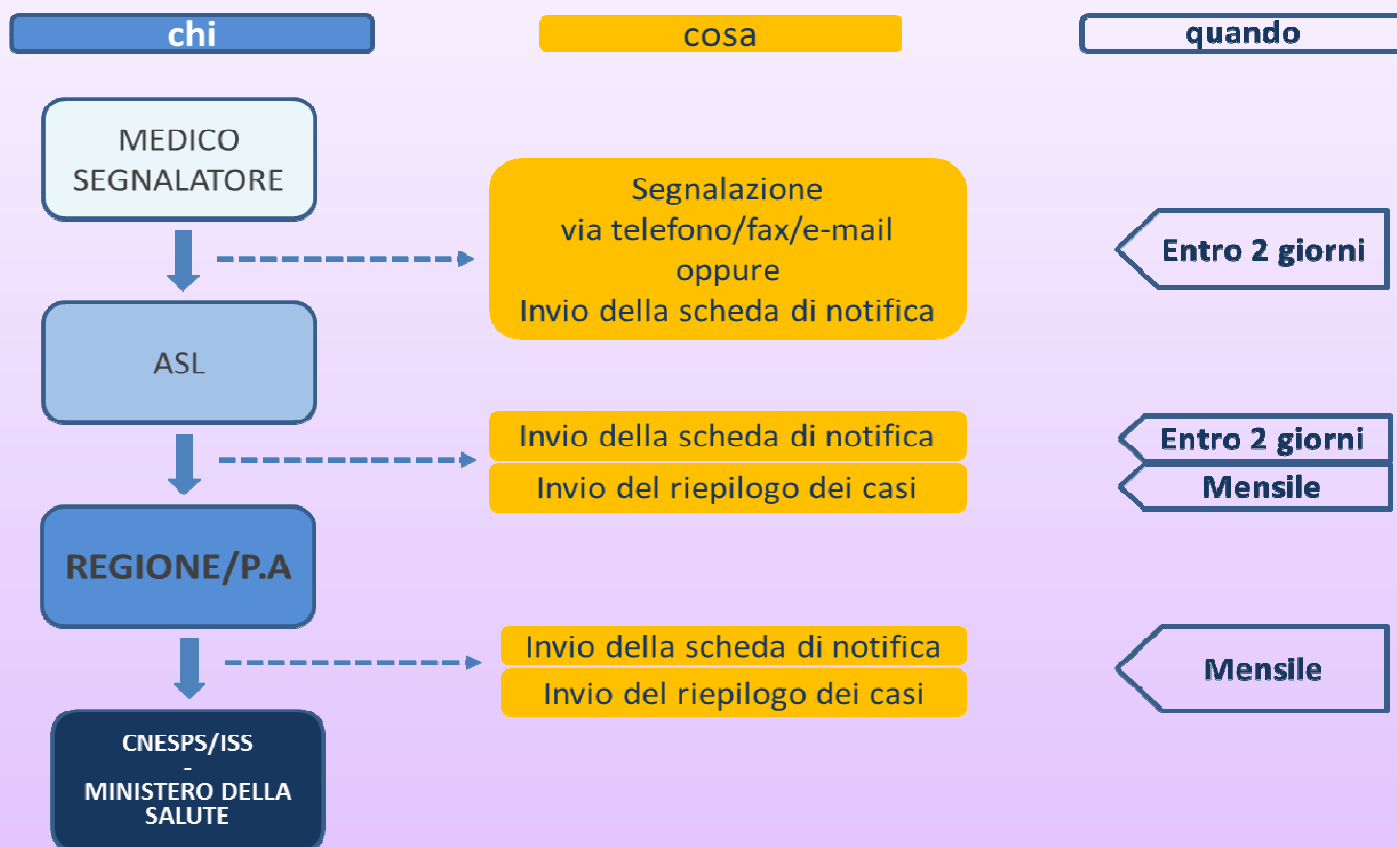 chi
cosa
quando
MEDICO
SEGNALATORE
Segnalazione
via telefono/fax/e-mail
oppure
Invio della scheda di notifica
Entro 2 giorni
ASL
Invio della scheda di notifica
Entro 2 giorni
Invio del riepilogo dei casi
Mensile
REGIONE/P.A
Invio della scheda di notifica
Invio del riepilogo dei casi
Mensile
CNESPS/ISS
-
MINISTERO DELLA
SALUTE